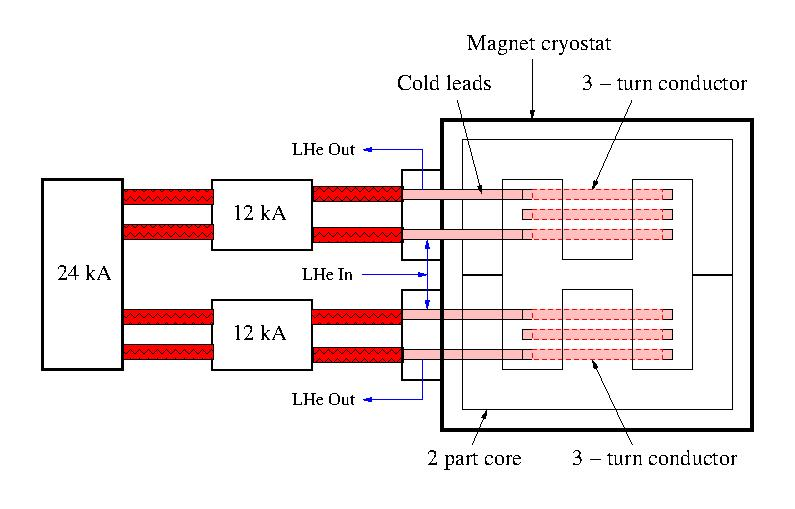 Magnet cryostat
Cold leads
3 – turn conductor
LHe Out
12 kA
24 kA
LHe In
12 kA
LHe Out
2 part core
3 – turn conductor